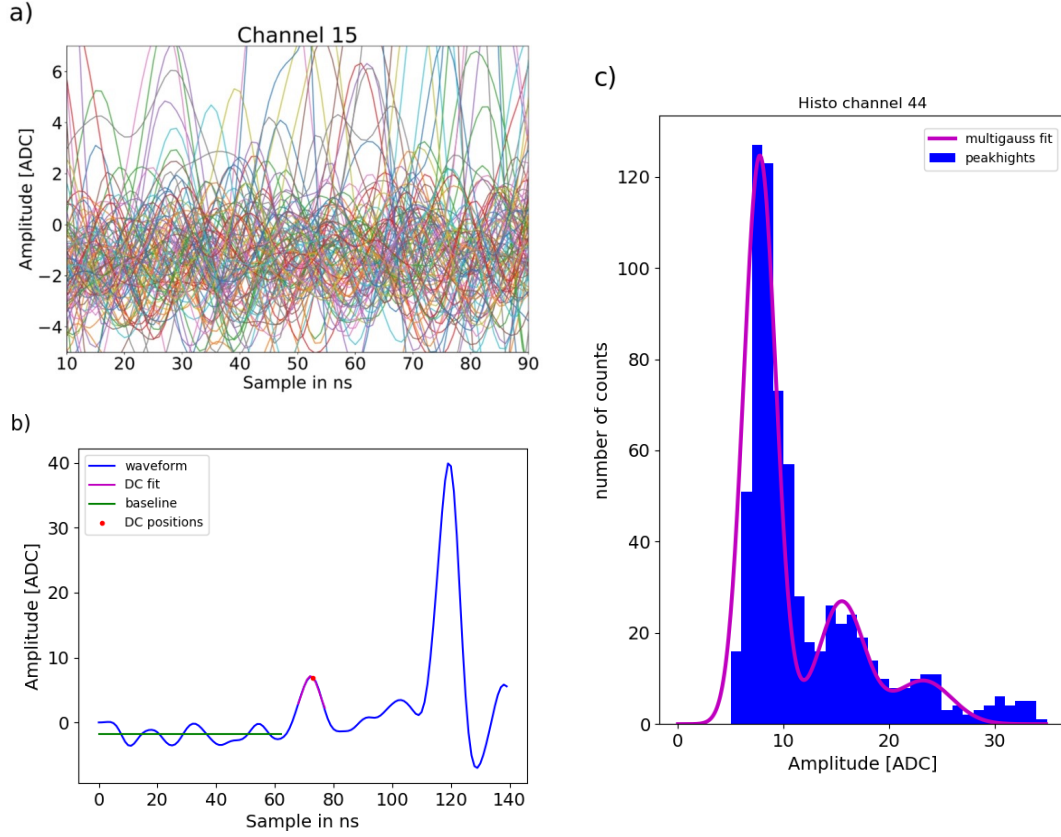 a)
Channel 15
Amplitude [ADC]
6
4
2
0
−2
−4
10 20 30 40 50 60 70 80 90
Sample in ns
b)
waveform
DC fit
baseline
DC positions
Amplitude [ADC]
40
30
20
10
0
0 20 40 60 80 100 120 140
Sample in ns
c)
Histo channel 44
multigauss fit
peakhights
number of counts
120
100
80
60
40
20
0
0 10 20 30
Amplitude [ADC]